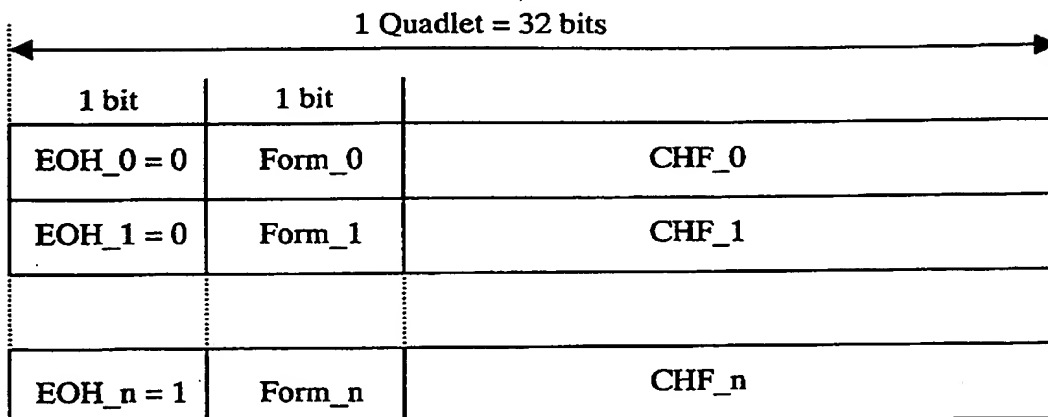 1 Quadlet = 32 bits
1 bit 1 bit
EOH_0 = 0 Form_0 CHF_0
EOH_1 = 0 Form_1 CHF_1
EOH_n = 1 Form_n CHF_n